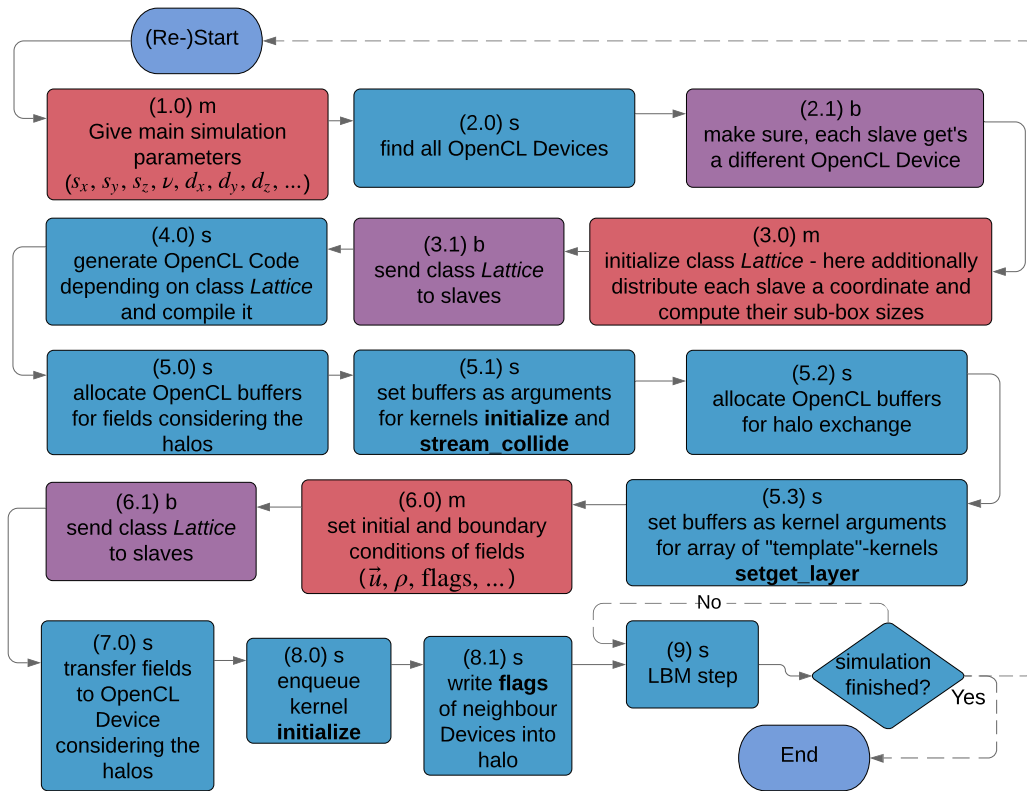 (Re-)Start
(1.0) m
Give main simulation
parameters
(sₓ, s_y, s_z, ν, dₓ, d_y, d_z, ...)
(2.0) s
find all OpenCL Devices
(2.1) b
make sure, each slave get's
a different OpenCL Device
(3.0) m
initialize class Lattice - here additionally
distribute each slave a coordinate and
compute their sub-box sizes
(3.1) b
send class Lattice
to slaves
(4.0) s
generate OpenCL Code
depending on class Lattice
and compile it
(5.0) s
allocate OpenCL buffers
for fields considering the
halos
(5.1) s
set buffers as arguments
for kernels initialize and
stream_collide
(5.2) s
allocate OpenCL buffers
for halo exchange
(5.3) s
set buffers as kernel arguments
for array of "template"-kernels
setget_layer
(6.0) m
set initial and boundary
conditions of fields
(u⃗, ρ, flags, ...)
(6.1) b
send class Lattice
to slaves
(7.0) s
transfer fields
to OpenCL
Device
considering the
halos
(8.0) s
enqueue
kernel
initialize
(8.1) s
write flags
of neighbour
Devices into
halo
(9) s
LBM step
No
simulation
finished?
Yes
End